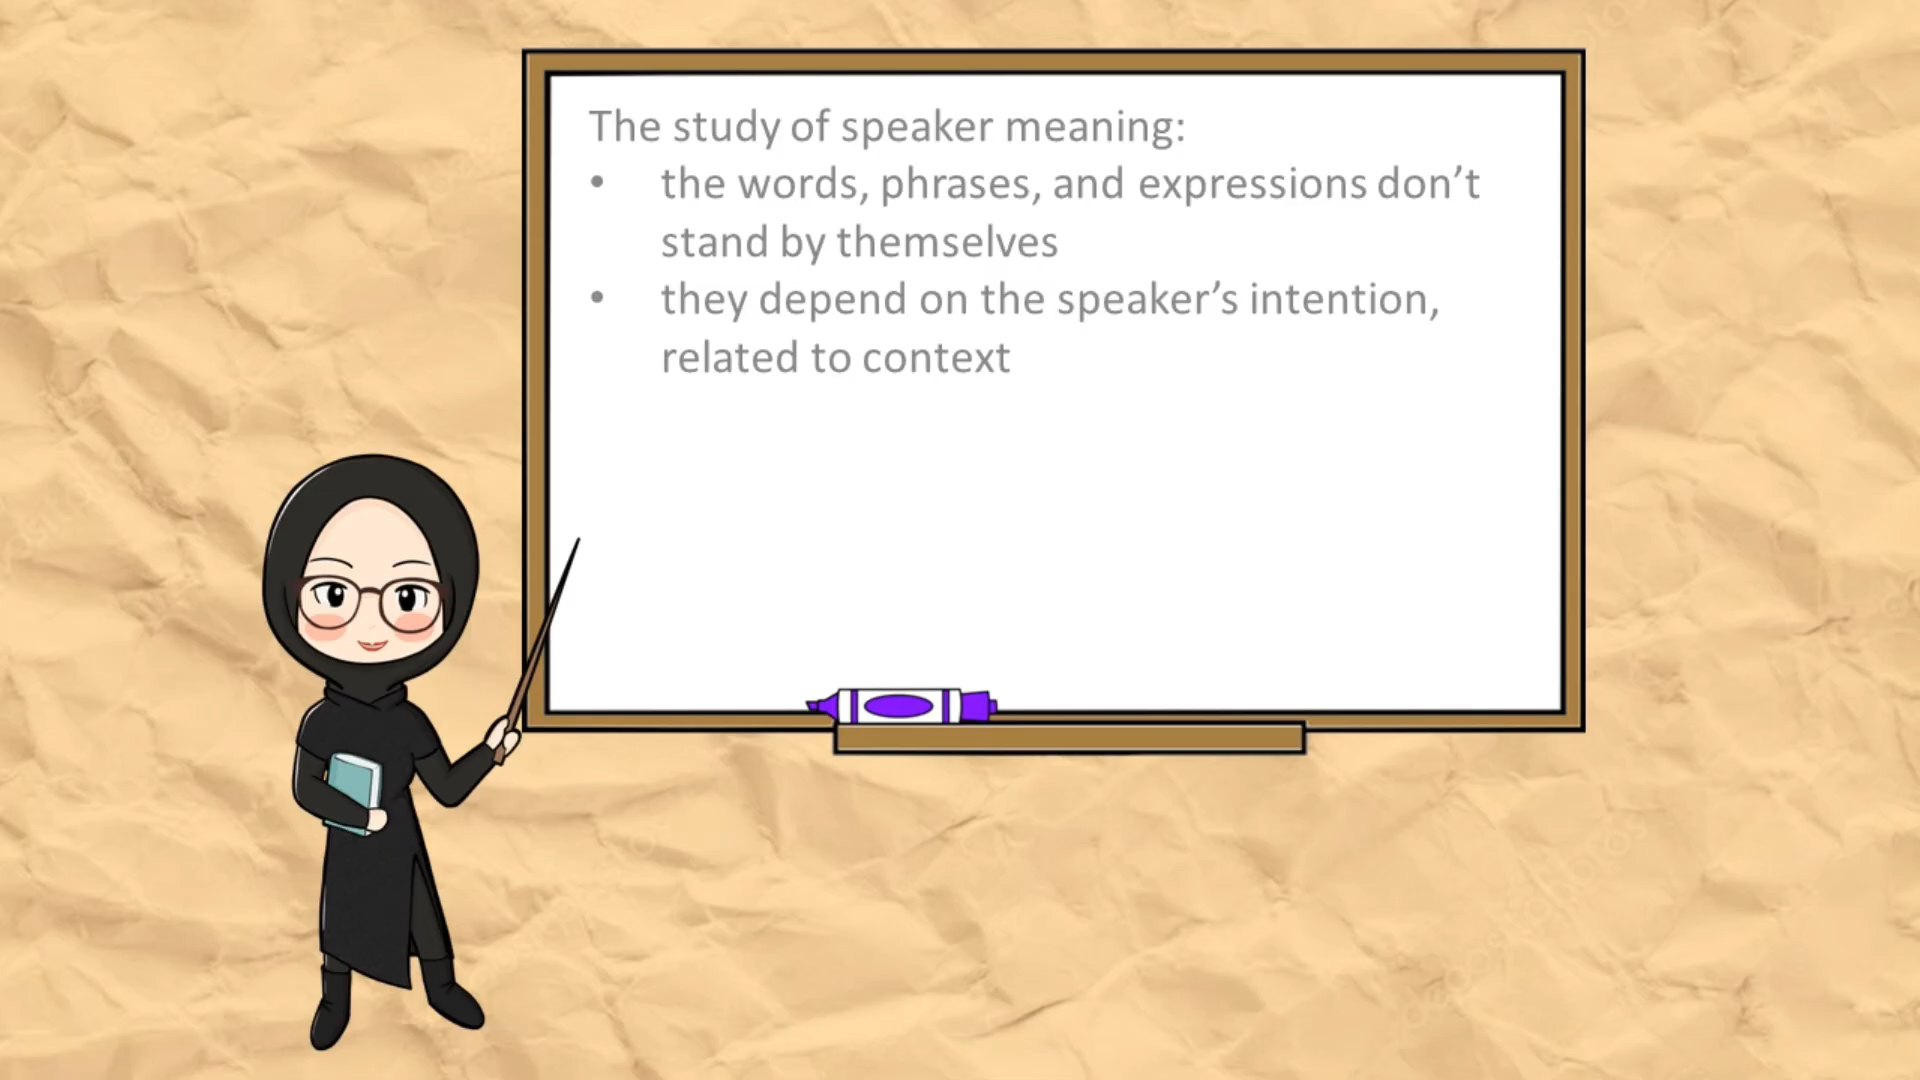 The study of speaker meaning:
• the words, phrases, and expressions don’t
stand by themselves
• they depend on the speaker’s intention,
related to context